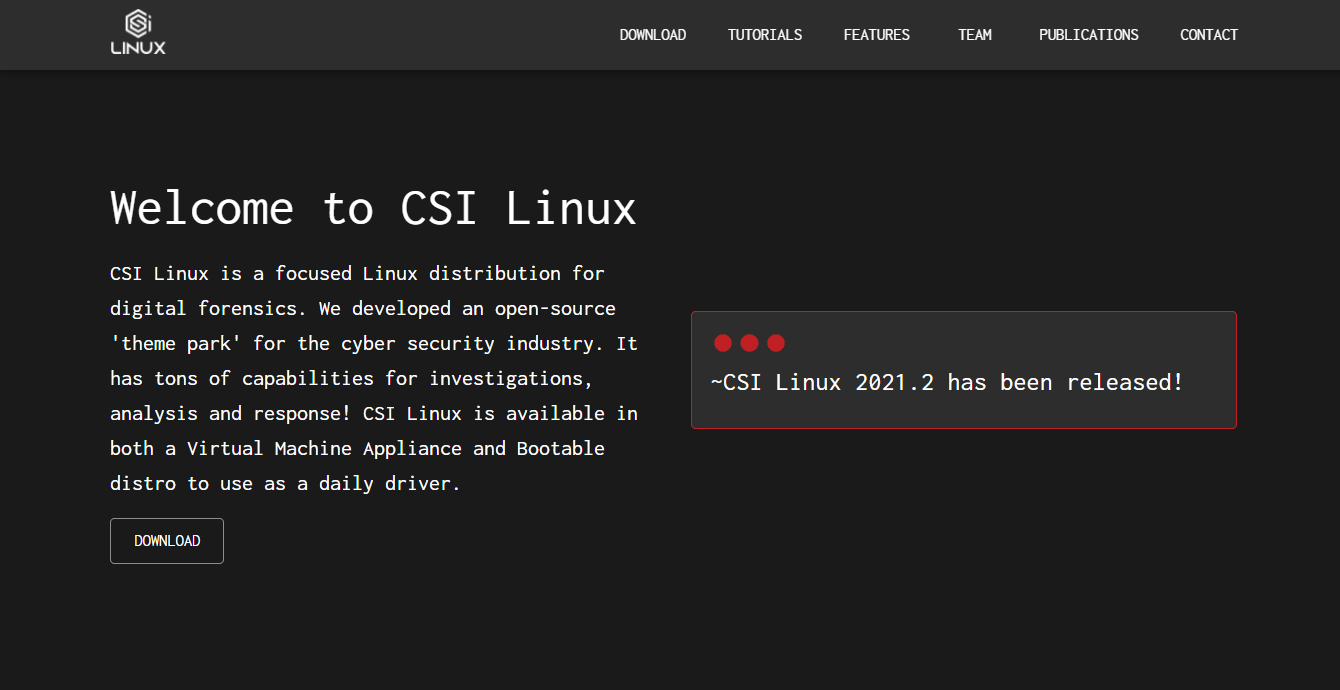 CSi
LINUX
DOWNLOAD TUTORIALS FEATURES TEAM PUBLICATIONS CONTACT
Welcome to CSI Linux
CSI Linux is a focused Linux distribution for
digital forensics. We developed an open-source
'theme park' for the cyber security industry. It
has tons of capabilities for investigations,
analysis and response! CSI Linux is available in
both a Virtual Machine Appliance and Bootable
distro to use as a daily driver.
DOWNLOAD
~CSI Linux 2021.2 has been released!